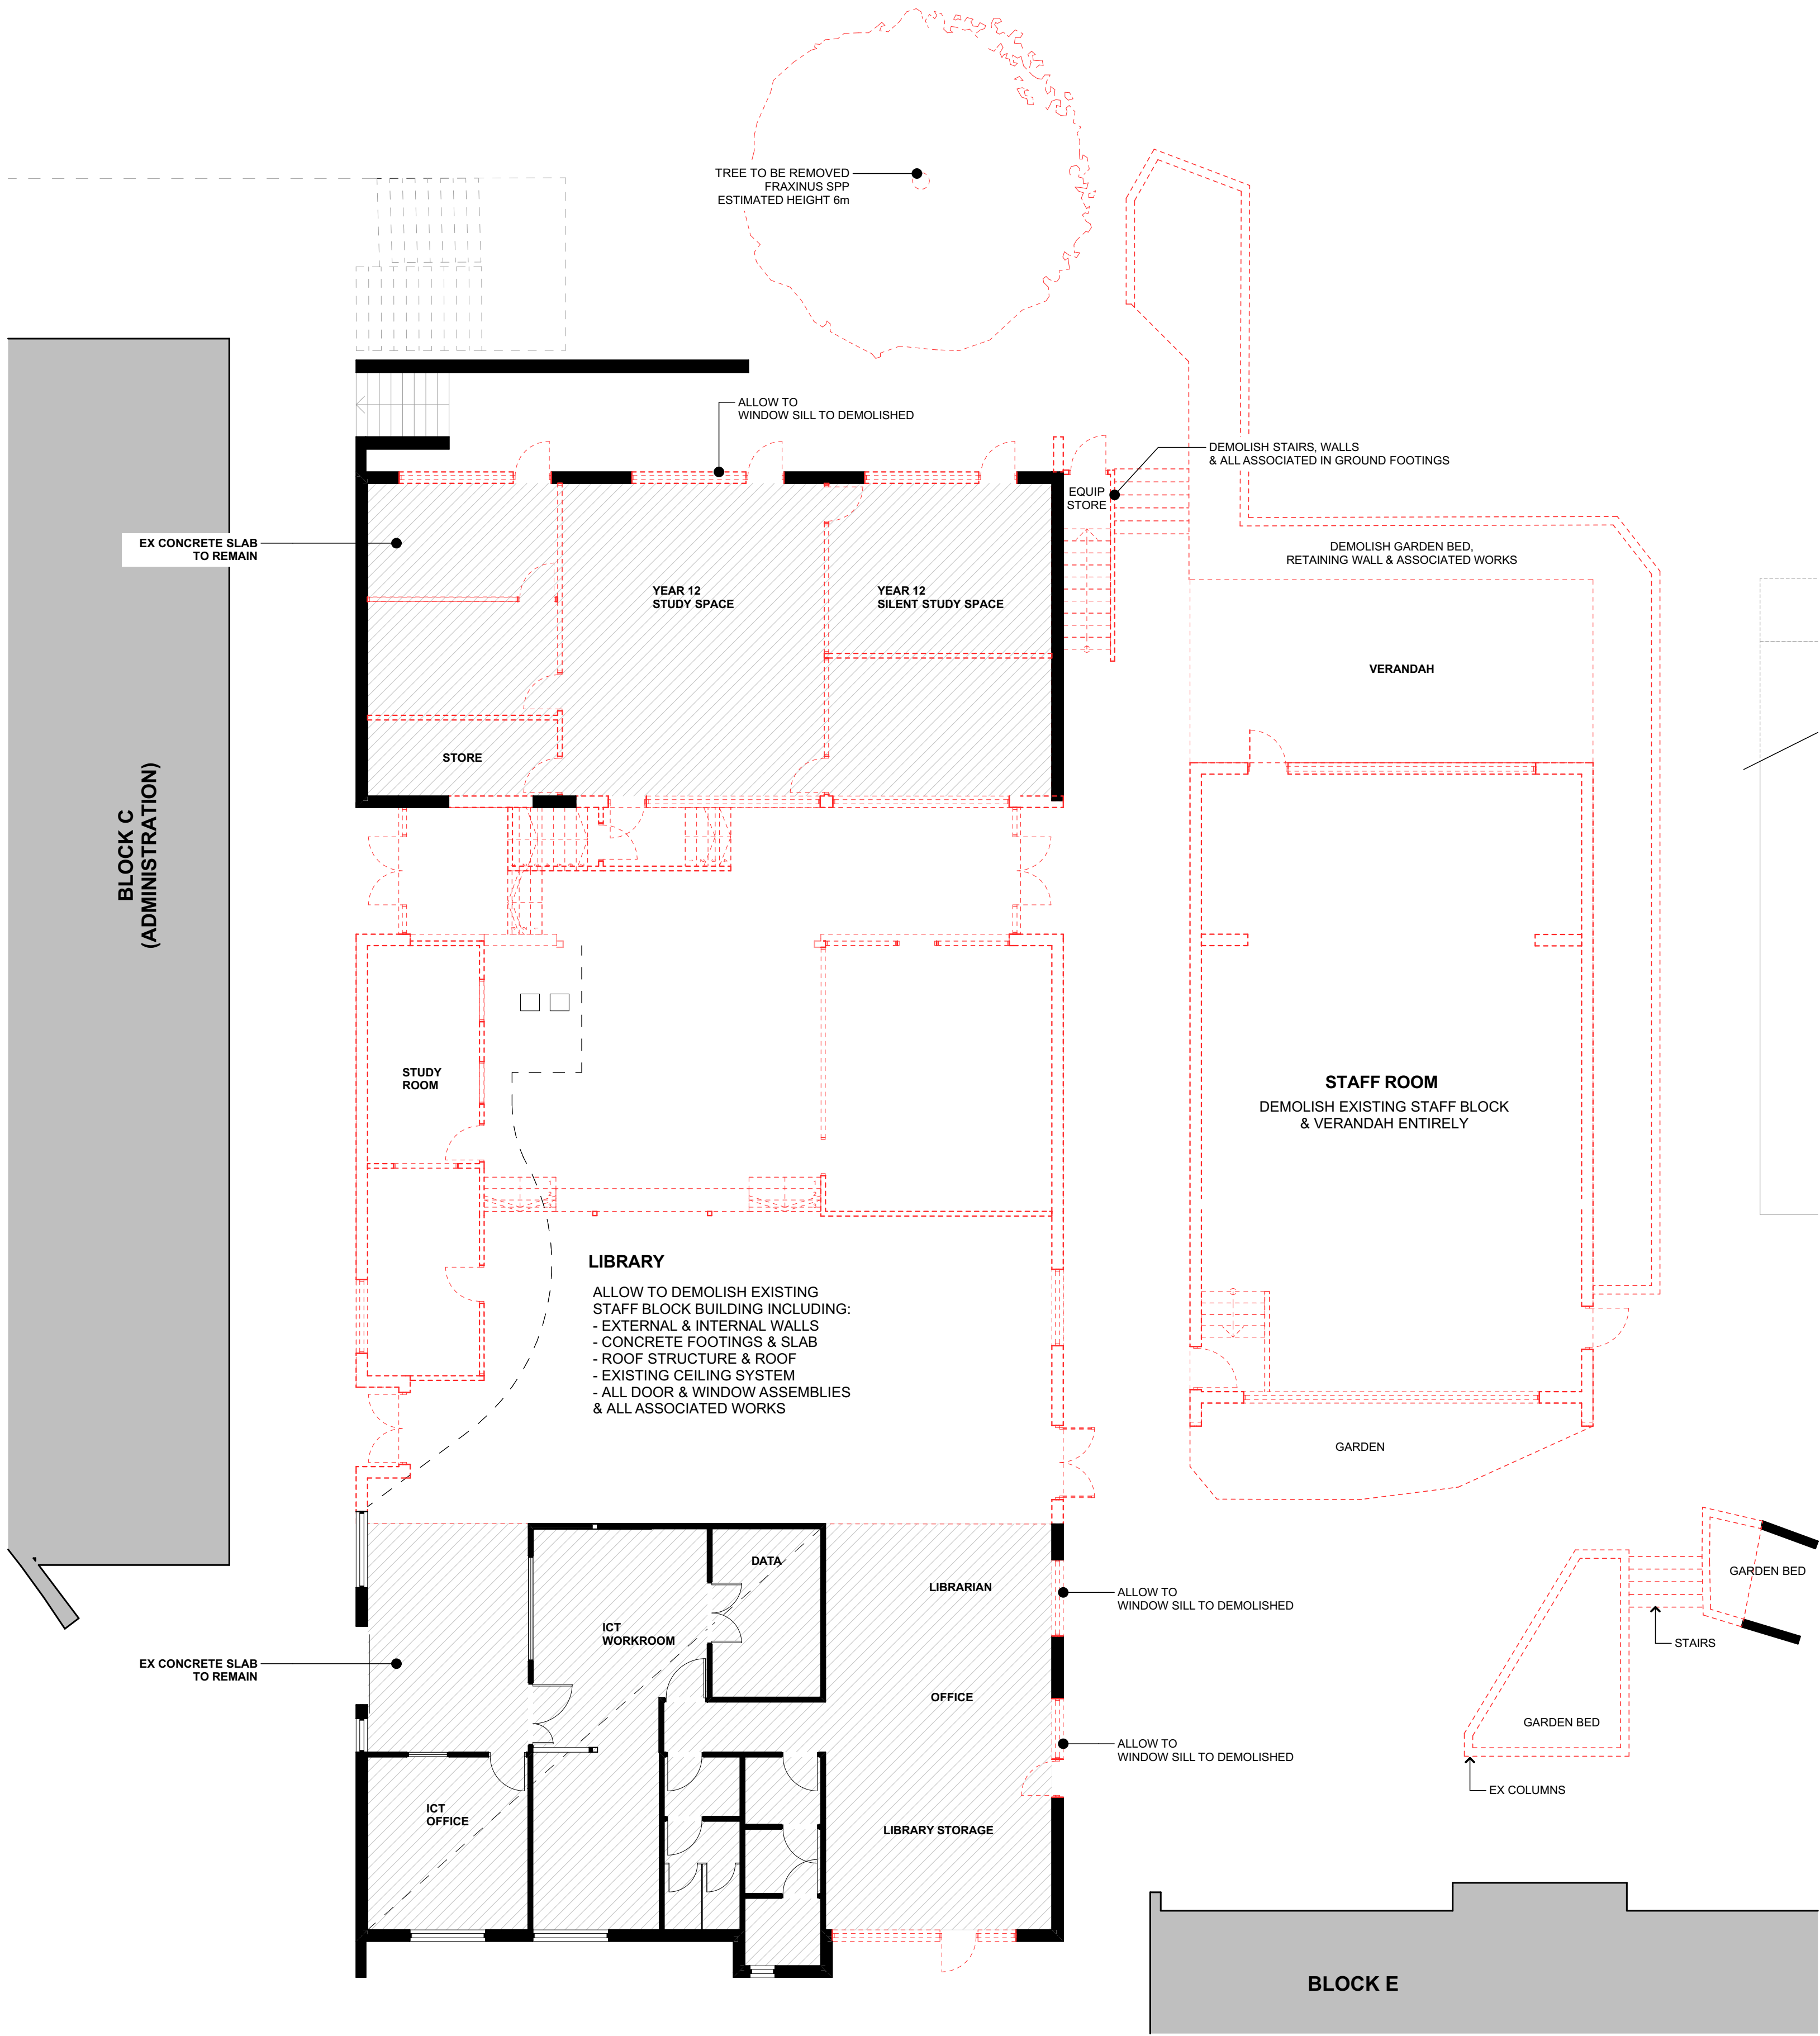 TREE TO BE REMOVED
FRAXINUS SPP
ESTIMATED HEIGHT 6m
ALLOW TO
WINDOW SILL TO DEMOLISHED
DEMOLISH STAIRS, WALLS
& ALL ASSOCIATED IN GROUND FOOTINGS
EQUIP
STORE
EX CONCRETE SLAB
TO REMAIN
DEMOLISH GARDEN BED,
RETAINING WALL & ASSOCIATED WORKS
YEAR 12
STUDY SPACE
YEAR 12
SILENT STUDY SPACE
VERANDAH
STORE
BLOCK C
(ADMINISTRATION)
STUDY
ROOM
STAFF ROOM
DEMOLISH EXISTING STAFF BLOCK
& VERANDAH ENTIRELY
LIBRARY
ALLOW TO DEMOLISH EXISTING
STAFF BLOCK BUILDING INCLUDING:
- EXTERNAL & INTERNAL WALLS
- CONCRETE FOOTINGS & SLAB
- ROOF STRUCTURE & ROOF
- EXISTING CEILING SYSTEM
- ALL DOOR & WINDOW ASSEMBLIES
& ALL ASSOCIATED WORKS
GARDEN
DATA
LIBRARIAN
ALLOW TO
WINDOW SILL TO DEMOLISHED
GARDEN BED
ICT
WORKROOM
STAIRS
EX CONCRETE SLAB
TO REMAIN
OFFICE
GARDEN BED
ALLOW TO
WINDOW SILL TO DEMOLISHED
EX COLUMNS
ICT
OFFICE
LIBRARY STORAGE
BLOCK E